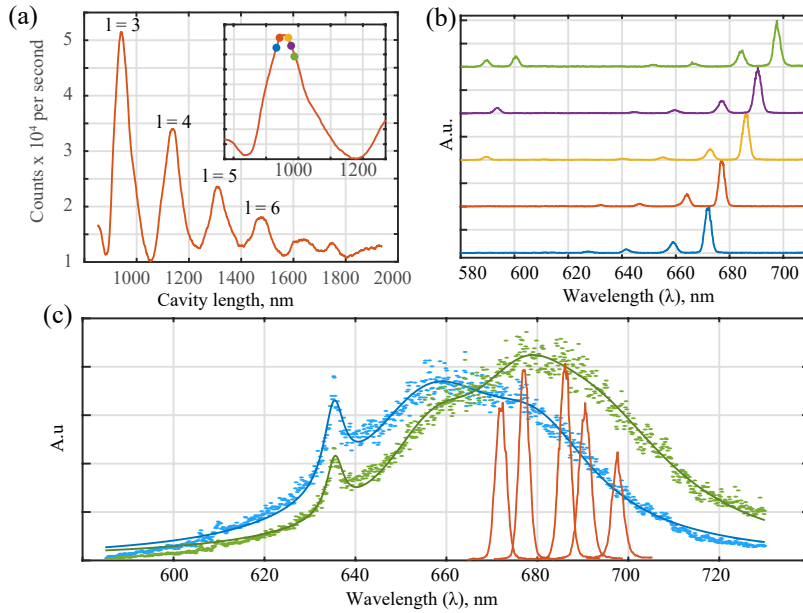 (a)
Counts x 10⁴ per second
5
4
3
2
1
l = 3
l = 4
l = 5
l = 6
1000
1200
1000 1200 1400 1600 1800 2000
Cavity length, nm
(b)
A.u.
580 600 620 640 660 680 700
Wavelength (λ), nm
(c)
A.u
600 620 640 660 680 700 720
Wavelength (λ), nm